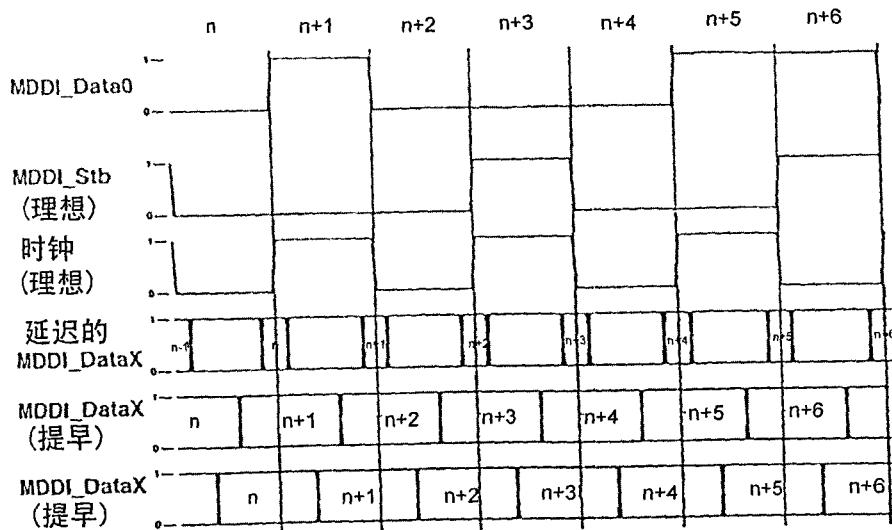 n n+1 n+2 n+3 n+4 n+5 n+6
MDDI_Data0
1
0
MDDI_Stb
(理想)
1
0
时钟
(理想)
1
0
延迟的
MDDI_DataX
1
0
n-1 n n+1 n+2 n+3 n+4 n+5 n+6
MDDI_DataX
(提早)
1
0
n n+1 n+2 n+3 n+4 n+5 n+6
MDDI_DataX
(提早)
1
0
n n+1 n+2 n+3 n+4 n+5 n+6